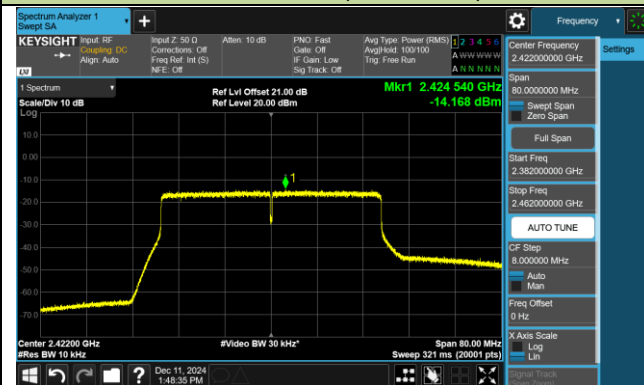 Spectrum Analyzer 1
Swept SA
Frequency
KEYSIGHT
Input: RF
Coupling: DC
Align: Auto
Input Z: 50 Ω
Corrections: Off
Freq Ref: Int (S)
NFE: Off
Atten: 10 dB
PNO: Fast
Gate: Off
IF Gain: Low
Sig Track: Off
Avg Type: Power (RMS)
Avg|Hold: 100/100
Trig: Free Run
1 2 3 4 5 6
A W W W W W
A N N N N N
LXI
1 Spectrum
Scale/Div 10 dB
Log
Ref Lvl Offset 21.00 dB
Ref Level 20.00 dBm
Mkr1 2.424 540 GHz
-14.168 dBm
10.0
0.00
-10.0
-20.0
-30.0
-40.0
-50.0
-60.0
-70.0
1
Center 2.42200 GHz
#Res BW 10 kHz
#Video BW 30 kHz*
Span 80.00 MHz
Sweep 321 ms (20001 pts)
Dec 11, 2024
1:48:35 PM
Center Frequency
2.422000000 GHz
Settings
Span
80.0000000 MHz
Swept Span
Zero Span
Full Span
Start Freq
2.382000000 GHz
Stop Freq
2.462000000 GHz
AUTO TUNE
CF Step
8.000000 MHz
Auto
Man
Freq Offset
0 Hz
X Axis Scale
Log
Lin
Signal Track